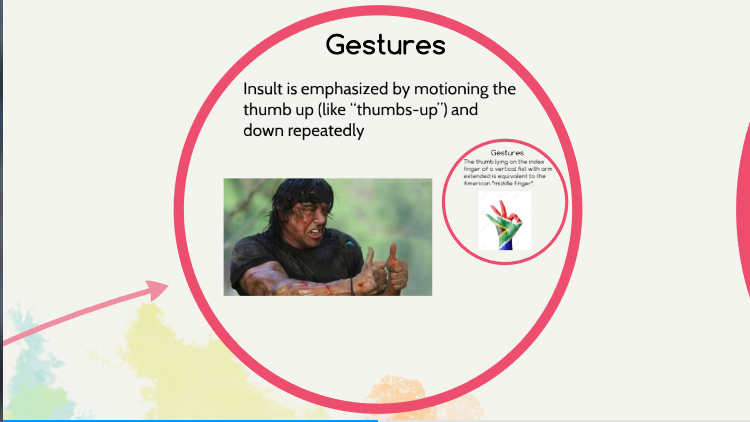 Gestures
Insult is emphasized by motioning the
thumb up (like “thumbs-up”) and
down repeatedly
Gestures
The thumb lying on the index
finger of a vertical fist with arm
extended is equivalent to the
American "middle finger".